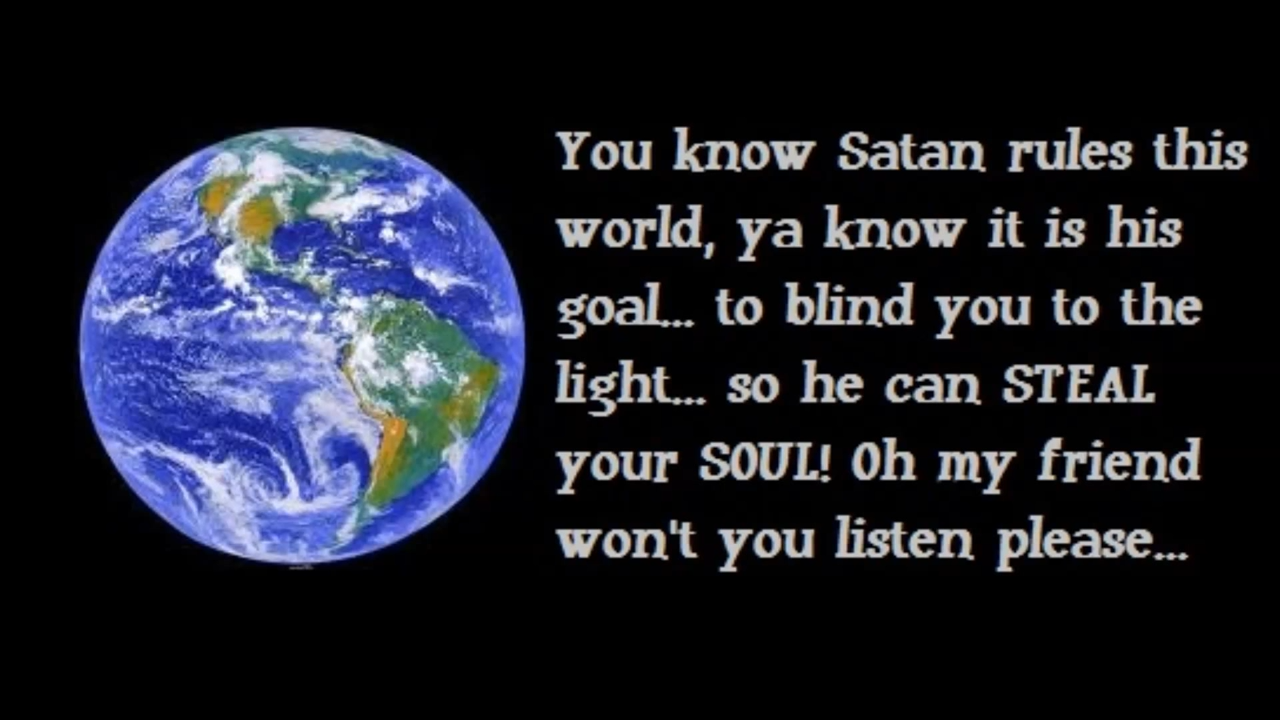 You know Satan rules this
world, ya know it is his
goal... to blind you to the
light... so he can STEAL
your SOUL! Oh my friend
won't you listen please...